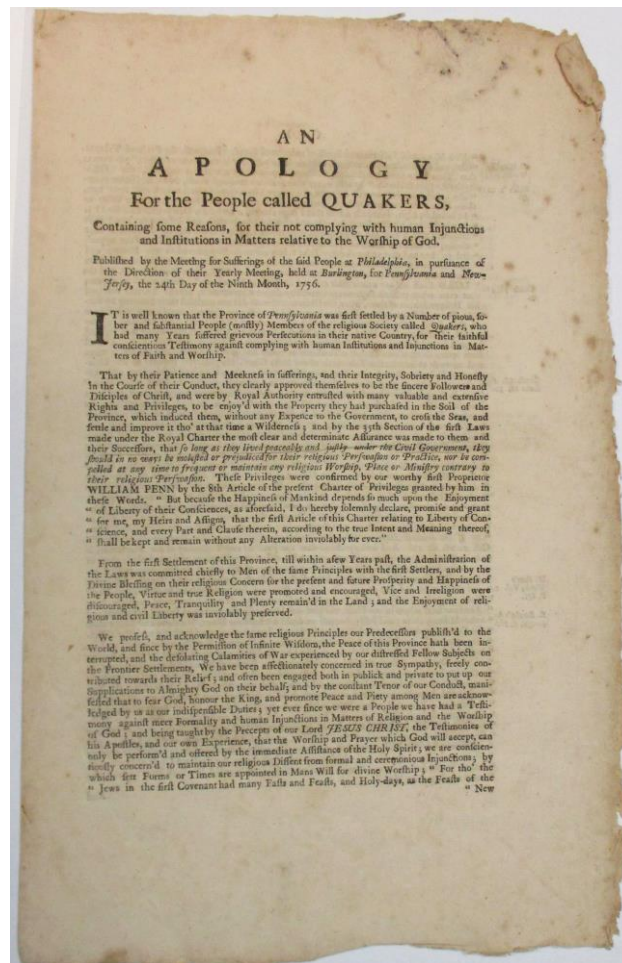 AN
APOLOGY
For the People called QUAKERS,
Containing some Reasons, for their not complying with human Injunctions
and Institutions in Matters relative to the Worship of God.
Published by the Meeting for Sufferings of the said People at Philadelphia, in pursuance of
the Direction of their Yearly Meeting, held at Burlington, for Pennsylvania and New-
Jersey, the 24th Day of the Ninth Month, 1756.
IT is well known that the Province of Pennsylvania was first settled by a Number of pious, so-
ber and substantial People (mostly) Members of the religious Society called Quakers, who
had many Years suffered grievous Persecutions in their native Country, for their faithful
conscientious Testimony against complying with human Institutions and Injunctions in Mat-
ters of Faith and Worship.
That by their Patience and Meekness in sufferings, and their Integrity, Sobriety and Honesty
In the Course of their Conduct, they clearly approved themselves to be the sincere Followers and
Disciples of Christ, and were by Royal Authority entrusted with many valuable and extensive
Rights and Privileges, to be enjoy'd with the Property they had purchased in the Soil of the
Province, which induced them, without any Expence to the Government, to cross the Seas, and
settle and improve it tho' at that time a Wilderness; and by the 35th Section of the first Laws
made under the Royal Charter the most clear and determinate Assurance was made to them and
their Successors, that so long as they lived peaceably and justly under the Civil Government, they
should in no ways be molested or prejudiced for their religious Perswasion or Practice, nor be com-
pelled at any time to frequent or maintain any religious Worship, Place or Ministry contrary to
their religious Perswasion. These Privileges were confirmed by our worthy first Proprietor
WILLIAM PENN by the 8th Article of the present Charter of Privileges granted by him in
these Words. " But because the Happiness of Mankind depends so much upon the Enjoyment
" of Liberty of their Consciences, as aforesaid, I do hereby solemnly declare, promise and grant
" for me, my Heirs and Assigns, that the first Article of this Charter relating to Liberty of Con-
" science, and every Part and Clause therein, according to the true Intent and Meaning thereof,
" shall be kept and remain without any Alteration inviolably for ever."
From the first Settlement of this Province, till within a few Years past, the Administration of
the Laws was committed chiefly to Men of the same Principles with the first Settlers, and by the
Divine Blessing on their religious Concern for the present and future Prosperity and Happiness of
the People, Virtue and true Religion were promoted and encouraged, Vice and Irreligion were
discouraged, Peace, Tranquility and Plenty remain'd in the Land; and the Enjoyment of reli-
gious and civil Liberty was inviolably preserved.
We profess, and acknowledge the same religious Principles our Predecessors publish'd to the
World, and since by the Permission of Infinite Wisdom, the Peace of this Province hath been in-
terrupted, and the desolating Calamities of War experienced by our distressed Fellow Subjects on
the Frontier Settlements, We have been affectionately concerned in true Sympathy, freely con-
tributed towards their Relief; and often been engaged both in publick and private to put up our
Supplications to Almighty God on their behalf; and by the constant Tenor of our Conduct, mani-
fested that to fear God, honour the King, and promote Peace and Piety among Men are acknow-
ledged by us as our indispensible Duties; yet ever since we were a People we have had a Testi-
mony against meer Formality and human Injunctions in Matters of Religion and the Worship
of God; and being taught by the Precepts of our Lord JESUS CHRIST, the Testimonies of
his Apostles, and our own Experience, that the Worship and Prayer which God will accept, can
only be perform'd and offered by the immediate Assistance of the Holy Spirit; we are conscien-
tiously concern'd to maintain our religious Dissent from formal and ceremonious Injunctions; by
which sett Forms or Times are appointed in Mans Will for divine Worship; " For tho' the
" Jews in the first Covenant had many Fasts and Feasts, and Holy-days, as the Feasts of the
" New